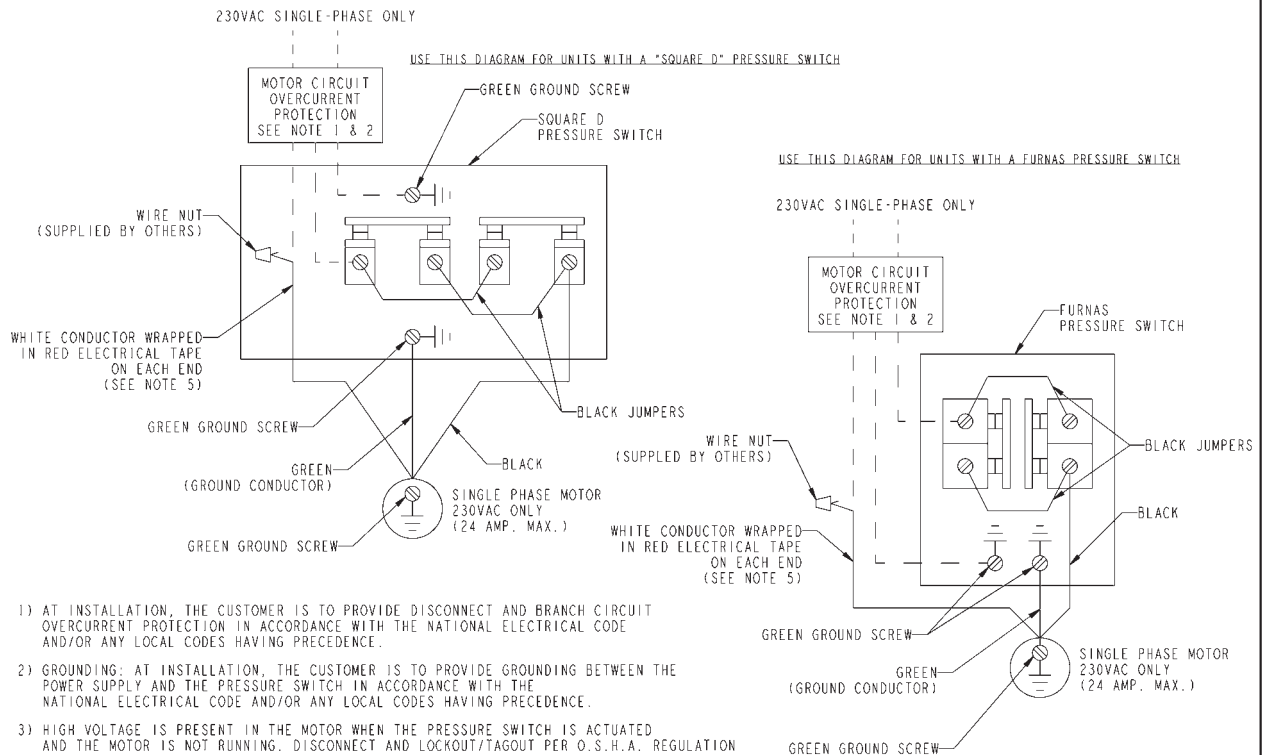 230VAC SINGLE-PHASE ONLY
USE THIS DIAGRAM FOR UNITS WITH A "SQUARE D" PRESSURE SWITCH
MOTOR CIRCUIT
OVERCURRENT
PROTECTION
SEE NOTE 1 & 2
GREEN GROUND SCREW
SQUARE D
PRESSURE SWITCH
WIRE NUT
(SUPPLIED BY OTHERS)
WHITE CONDUCTOR WRAPPED
IN RED ELECTRICAL TAPE
ON EACH END
(SEE NOTE 5)
GREEN GROUND SCREW
BLACK JUMPERS
GREEN
(GROUND CONDUCTOR)
BLACK
SINGLE PHASE MOTOR
230VAC ONLY
(24 AMP. MAX.)
GREEN GROUND SCREW
USE THIS DIAGRAM FOR UNITS WITH A FURNAS PRESSURE SWITCH
230VAC SINGLE-PHASE ONLY
MOTOR CIRCUIT
OVERCURRENT
PROTECTION
SEE NOTE 1 & 2
FURNAS
PRESSURE SWITCH
BLACK JUMPERS
WIRE NUT
(SUPPLED BY OTHERS)
BLACK
WHITE CONDUCTOR WRAPPED
IN RED ELECTRICAL TAPE
ON EACH END
(SEE NOTE 5)
GREEN GROUND SCREW
GREEN
(GROUND CONDUCTOR)
SINGLE PHASE MOTOR
230VAC ONLY
(24 AMP. MAX.)
GREEN GROUND SCREW
1) AT INSTALLATION, THE CUSTOMER IS TO PROVIDE DISCONNECT AND BRANCH CIRCUIT
OVERCURRENT PROTECTION IN ACCORDANCE WITH THE NATIONAL ELECTRICAL CODE
AND/OR ANY LOCAL CODES HAVING PRECEDENCE.
2) GROUNDING: AT INSTALLATION, THE CUSTOMER IS TO PROVIDE GROUNDING BETWEEN THE
POWER SUPPLY AND THE PRESSURE SWITCH IN ACCORDANCE WITH THE
NATIONAL ELECTRICAL CODE AND/OR ANY LOCAL CODES HAVING PRECEDENCE.
3) HIGH VOLTAGE IS PRESENT IN THE MOTOR WHEN THE PRESSURE SWITCH IS ACTUATED
AND THE MOTOR IS NOT RUNNING. DISCONNECT AND LOCKOUT/TAGOUT PER O.S.H.A. REGULATION